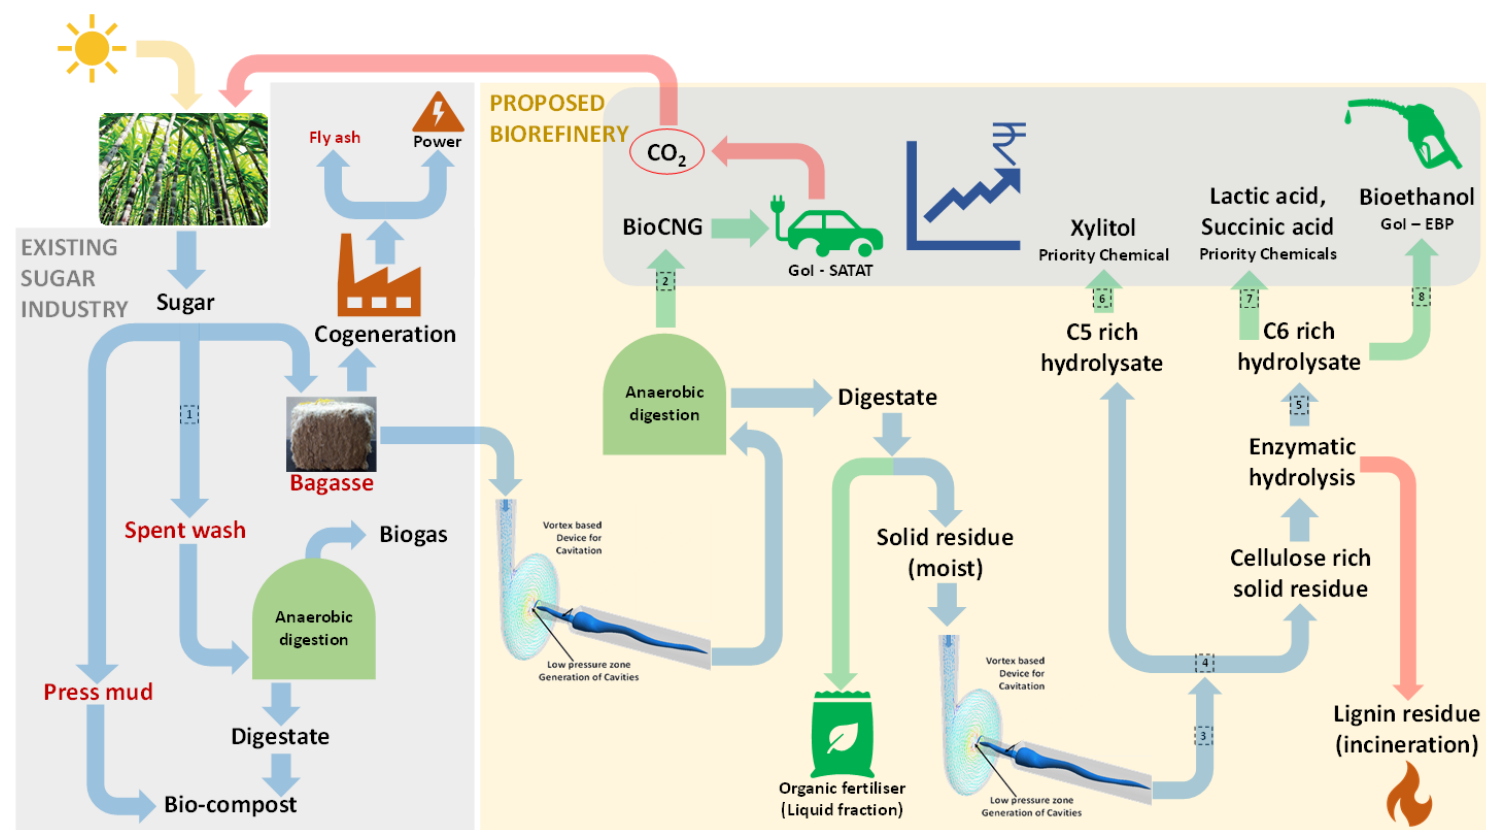 EXISTING
SUGAR
INDUSTRY
Fly ash
Power
Sugar
Cogeneration
1
Bagasse
Spent wash
Biogas
Anaerobic
digestion
Press mud
Digestate
Bio-compost
PROPOSED
BIOREFINERY
CO2
BioCNG
GoI - SATAT
₹
Xylitol
Priority Chemical
Lactic acid,
Succinic acid
Priority Chemicals
Bioethanol
GoI – EBP
2
6
7
8
C5 rich
hydrolysate
C6 rich
hydrolysate
Anaerobic
digestion
Digestate
5
Enzymatic
hydrolysis
Vortex based
Device for
Cavitation
Solid residue
(moist)
Cellulose rich
solid residue
Low pressure zone
Generation of Cavities
4
Vortex based
Device for
Cavitation
3
Lignin residue
(incineration)
Organic fertiliser
(Liquid fraction)
Low pressure zone
Generation of Cavities